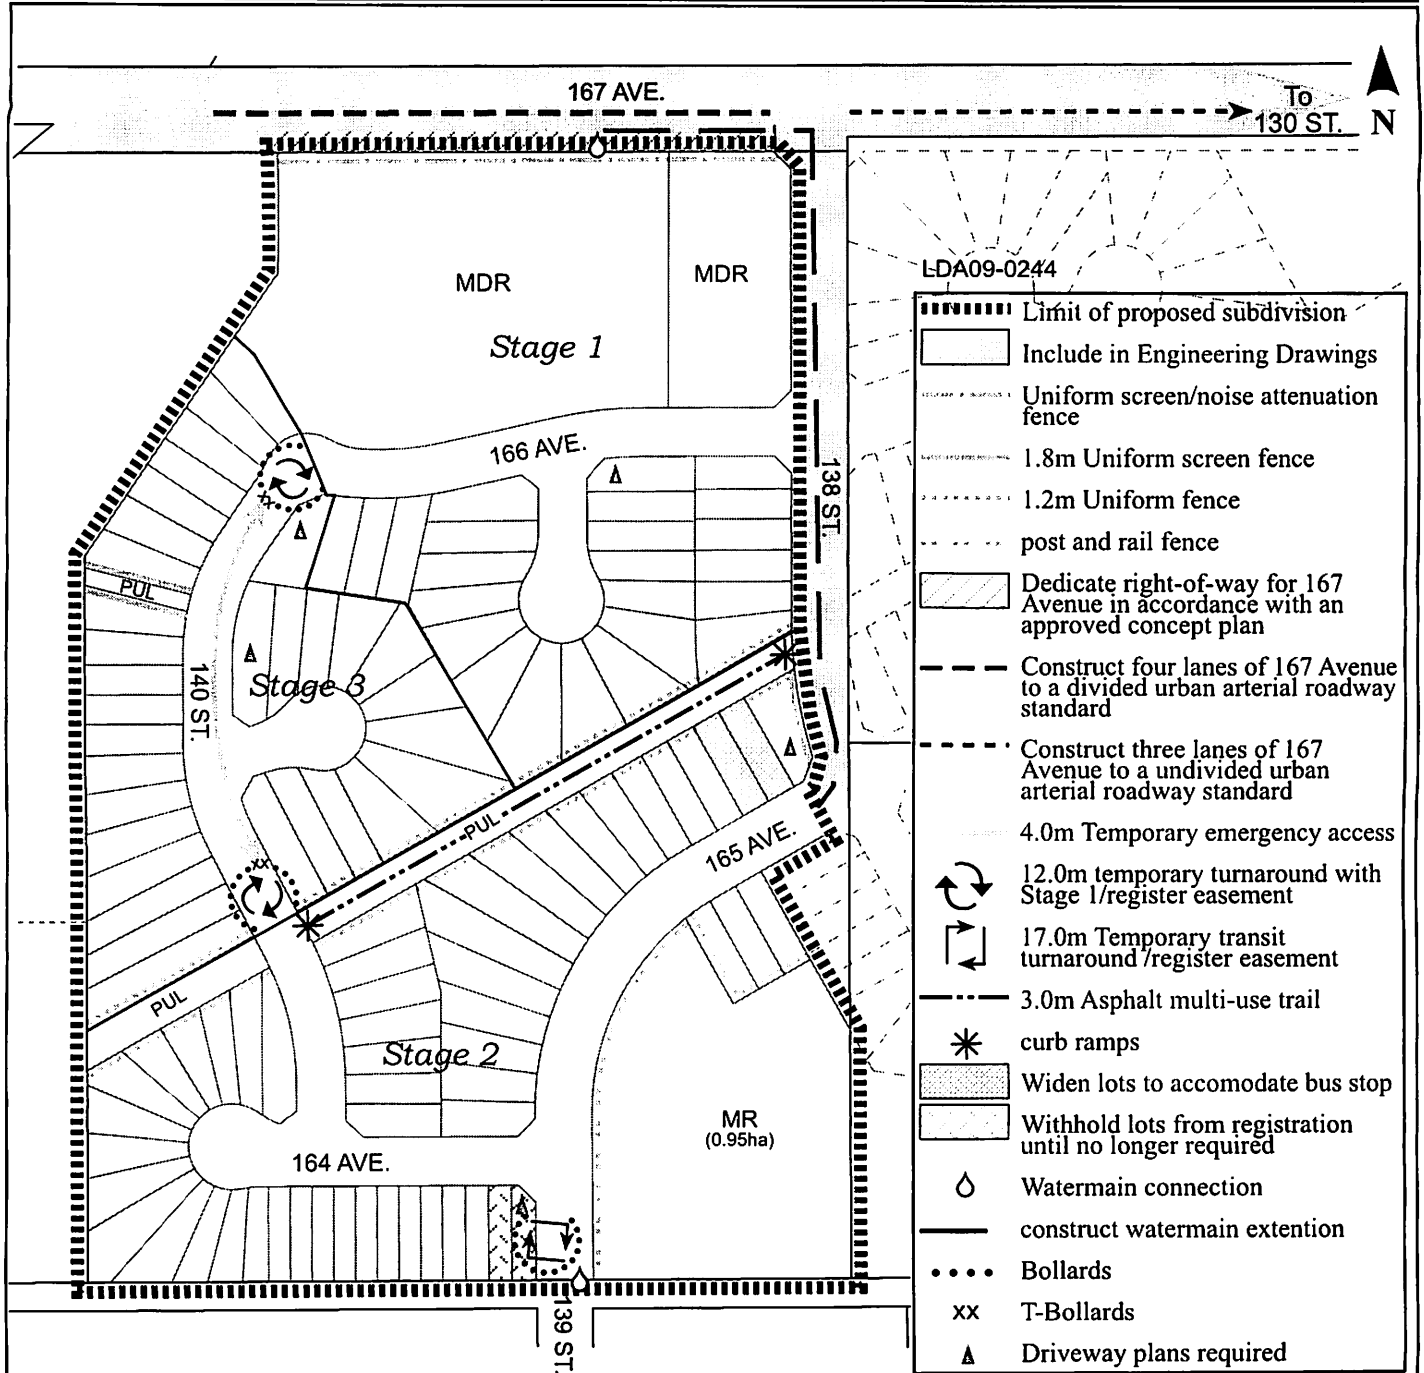 167 AVE.
To
130 ST.
N
MDR
MDR
Stage 1
166 AVE.
138 ST.
PUL
140 ST.
Stage 3
xx
xx
PUL
165 AVE.
PUL
Stage 2
MR
(0.95ha)
164 AVE.
139 ST.
LDA09-0244
Limit of proposed subdivision
Include in Engineering Drawings
Uniform screen/noise attenuation
fence
1.8m Uniform screen fence
1.2m Uniform fence
post and rail fence
Dedicate right-of-way for 167
Avenue in accordance with an
approved concept plan
Construct four lanes of 167 Avenue
to a divided urban arterial roadway
standard
Construct three lanes of 167
Avenue to a undivided urban
arterial roadway standard
4.0m Temporary emergency access
12.0m temporary turnaround with
Stage 1/register easement
17.0m Temporary transit
turnaround /register easement
3.0m Asphalt multi-use trail
curb ramps
Widen lots to accomodate bus stop
Withhold lots from registration
until no longer required
Watermain connection
construct watermain extention
Bollards
xx
T-Bollards
Driveway plans required